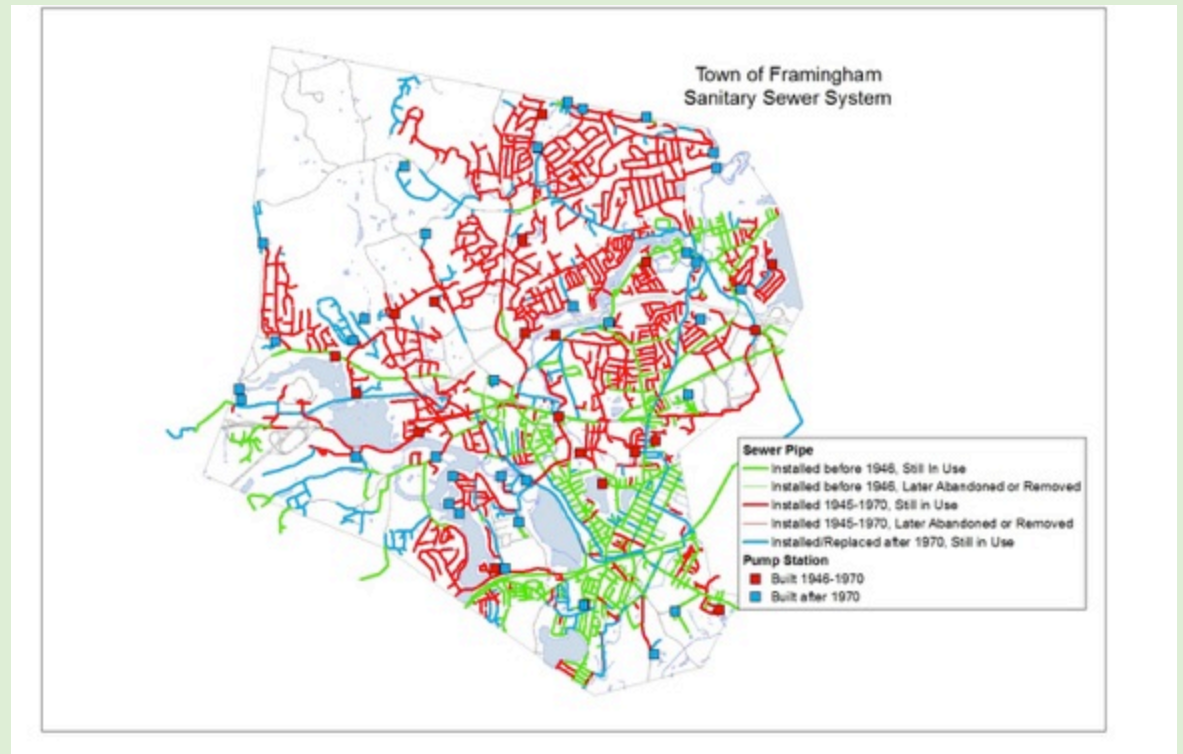 Town of Framingham
Sanitary Sewer System
Sewer Pipe
Installed before 1946, Still In Use
Installed before 1946, Later Abandoned or Removed
Installed 1945-1970, Still in Use
Installed 1945-1970, Later Abandoned or Removed
Installed/Replaced after 1970, Still in Use
Pump Station
Built 1946-1970
Built after 1970